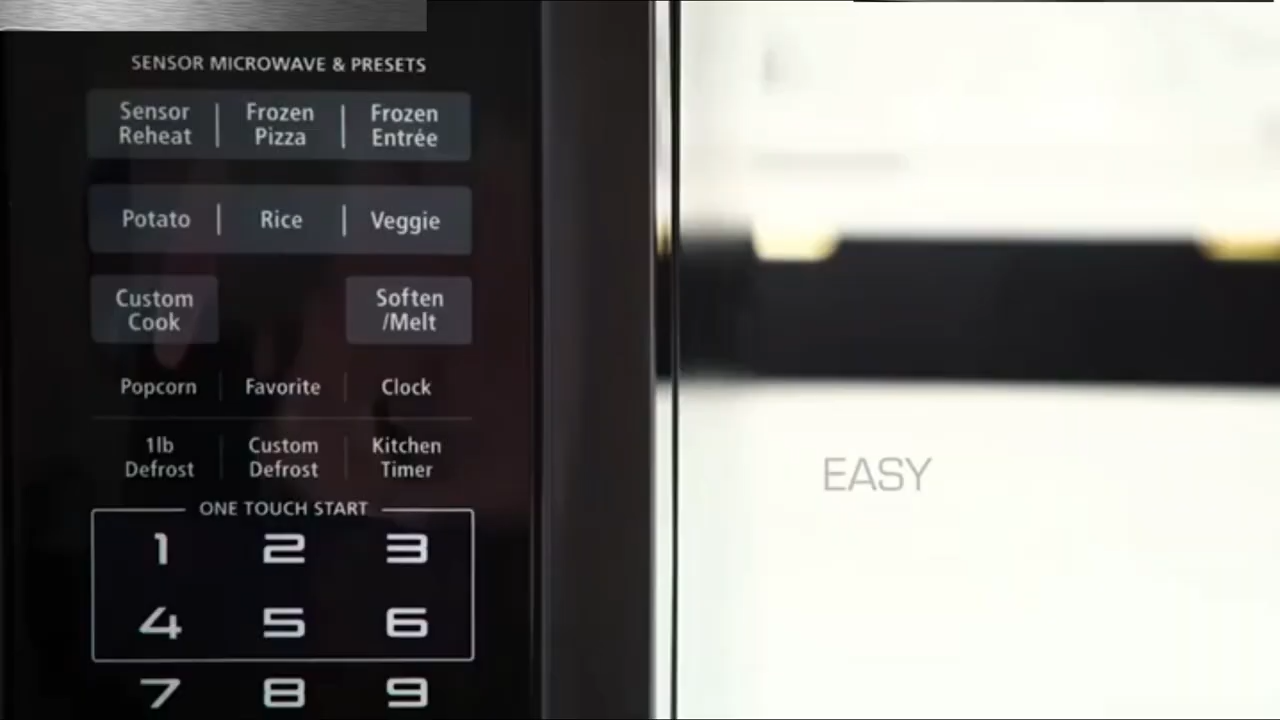 SENSOR MICROWAVE & PRESETS
Sensor Reheat
Frozen Pizza
Frozen Entrée
Potato
Rice
Veggie
Custom Cook
Soften /Melt
Popcorn
Favorite
Clock
1lb Defrost
Custom Defrost
Kitchen Timer
ONE TOUCH START
1 2 3
4 5 6
7 8 9
EASY